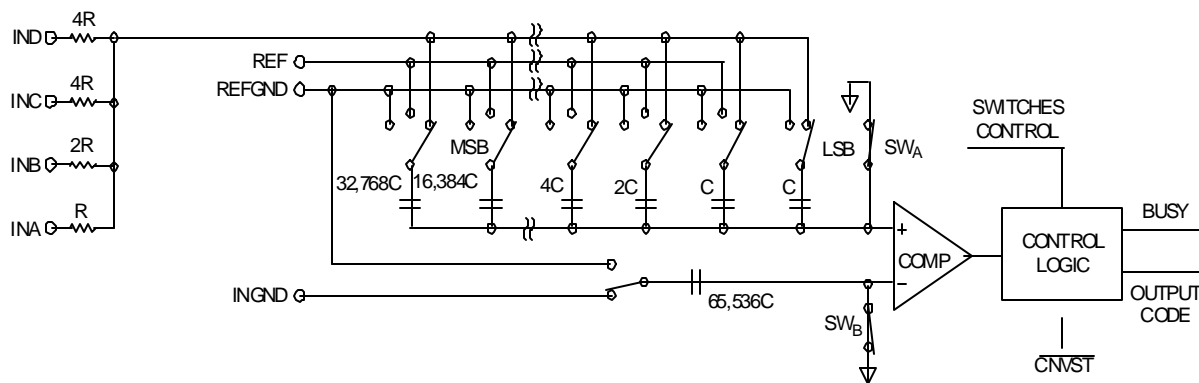 IND
4R
INC
4R
INB
2R
INA
R
REF
REFGND
MSB
LSB
SWA
SWITCHES
CONTROL
32,768C
16,384C
4C
2C
C
C
BUSY
+
COMP
−
CONTROL
LOGIC
INGND
65,536C
SWB
OUTPUT
CODE
CNVST